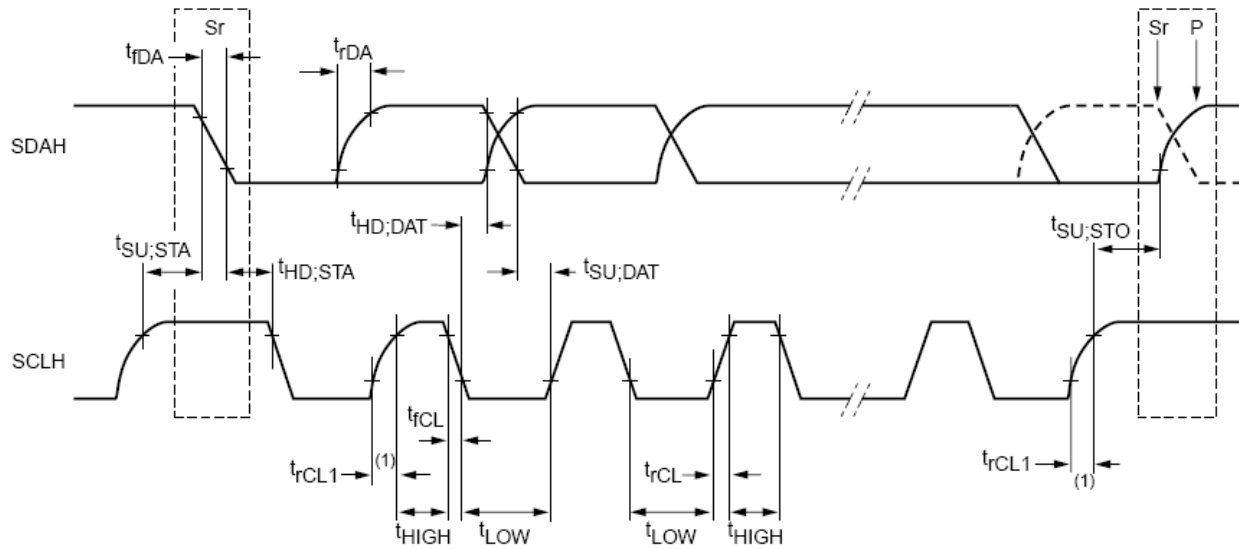 Sr
Sr P
tfDA
trDA
SDAH
tHD;DAT
tSU;STO
tSU;STA
tHD;STA
tSU;DAT
SCLH
tfCL
trCL1 (1)
trCL
trCL1 (1)
tHIGH
tLOW
tLOW
tHIGH